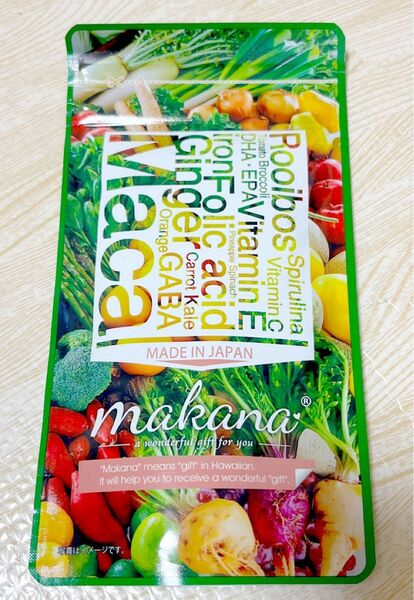 Rooibos Spirulina
Tomato Broccoli Vitamin C
DHA・EPA Vitamin E
Iron Folic acid Pineapple Spinach
Ginger Carrot Kale
Orange GABA
Maca
MADE IN JAPAN
makana®
a wonderful gift for you
"Makana" means "gift" in Hawaiian.
It will help you to receive a wonderful "gift".
写真はイメージです。